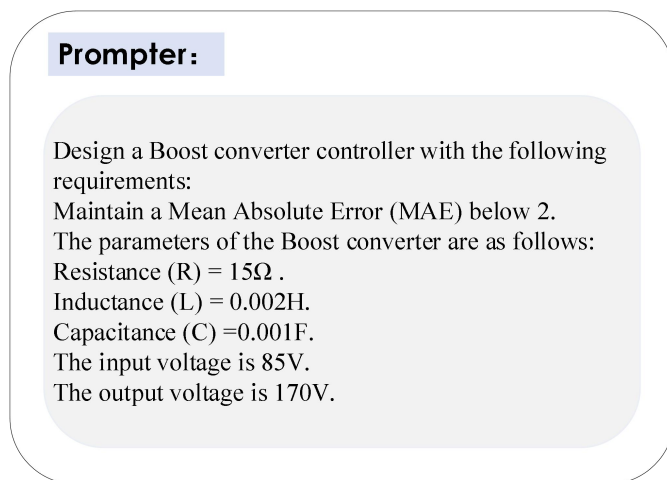 Prompter:
Design a Boost converter controller with the following
requirements:
Maintain a Mean Absolute Error (MAE) below 2.
The parameters of the Boost converter are as follows:
Resistance (R) = 15Ω .
Inductance (L) = 0.002H.
Capacitance (C) =0.001F.
The input voltage is 85V.
The output voltage is 170V.